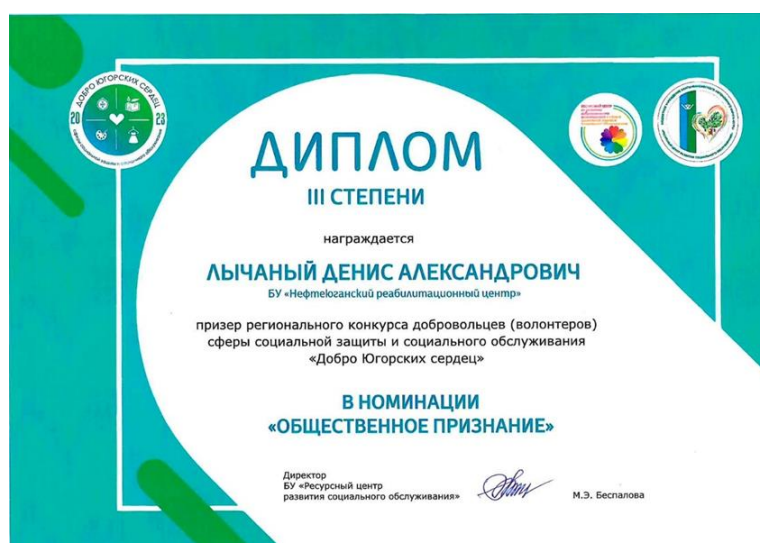 ДОБРО ЮГОРСКИХ СЕРДЕЦ
20 23
ДИПЛОМ
III СТЕПЕНИ
награждается
ЛЫЧАНЫЙ ДЕНИС АЛЕКСАНДРОВИЧ
БУ «Нефтеюганский реабилитационный центр»
призер регионального конкурса добровольцев (волонтеров)
сферы социальной защиты и социального обслуживания
«Добро Югорских сердец»
В НОМИНАЦИИ
«ОБЩЕСТВЕННОЕ ПРИЗНАНИЕ»
Директор
БУ «Ресурсный центр
развития социального обслуживания»
М.Э. Беспалова